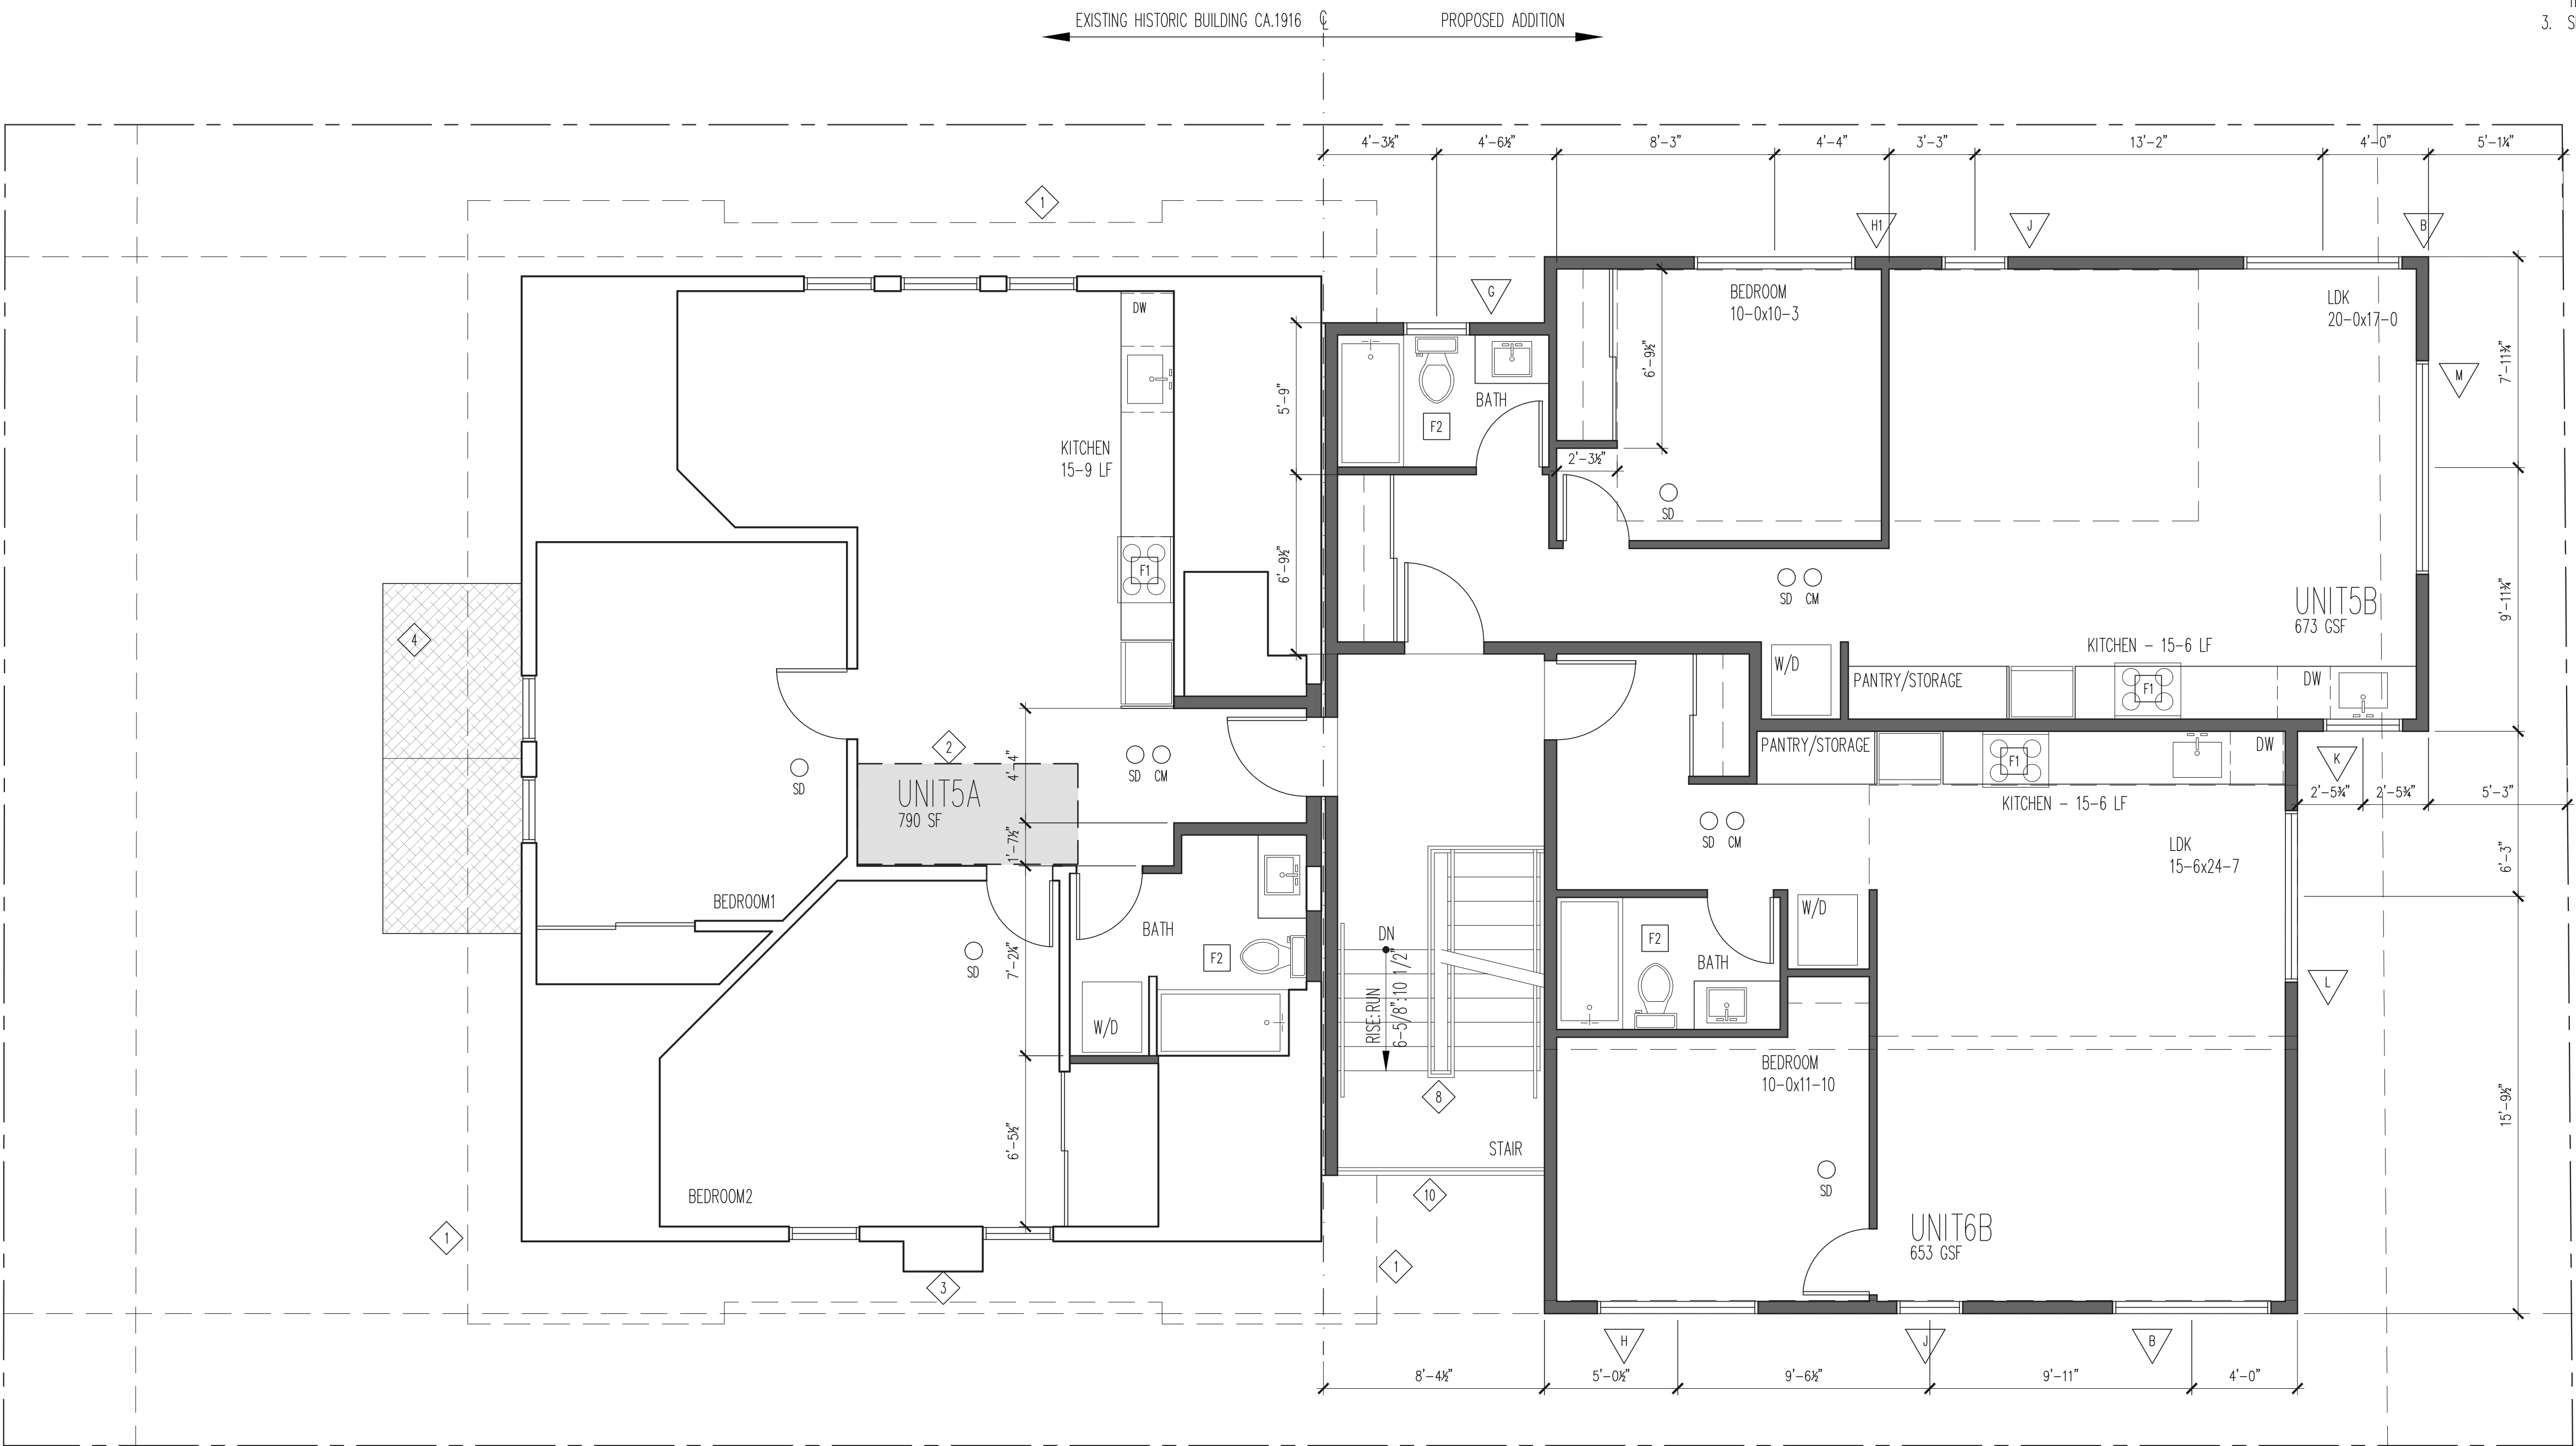 EXISTING HISTORIC BUILDING CA.1916
℄
PROPOSED ADDITION
3. S
4'-3½"
4'-6½"
8'-3"
4'-4"
3'-3"
13'-2"
4'-0"
5'-1¼"
1
H1
J
B
G
BEDROOM
10-0x10-3
LDK
20-0x17-0
DW
M
7'-11¾"
6'-9½"
5'-9"
BATH
F2
KITCHEN
15-9 LF
2'-3½"
SD
6'-9½"
F1
SD
CM
UNIT5B
673 GSF
9'-11¾"
4
KITCHEN - 15-6 LF
W/D
PANTRY/STORAGE
F1
DW
2
4'-4"
SD
CM
SD
UNIT5A
790 SF
PANTRY/STORAGE
F1
DW
K
2'-5¾"
2'-5¾"
5'-3"
KITCHEN - 15-6 LF
SD
CM
1'-7½"
LDK
15-6x24-7
6'-3"
BEDROOM1
BATH
F2
SD
7'-2¼"
W/D
DN
RISE:RUN
6-5/8":10 1/2"
W/D
F2
BATH
L
BEDROOM
10-0x11-10
8
15'-9½"
6'-5½"
STAIR
SD
BEDROOM2
10
1
UNIT6B
653 GSF
1
3
H
J
B
8'-4½"
5'-0½"
9'-6½"
9'-11"
4'-0"